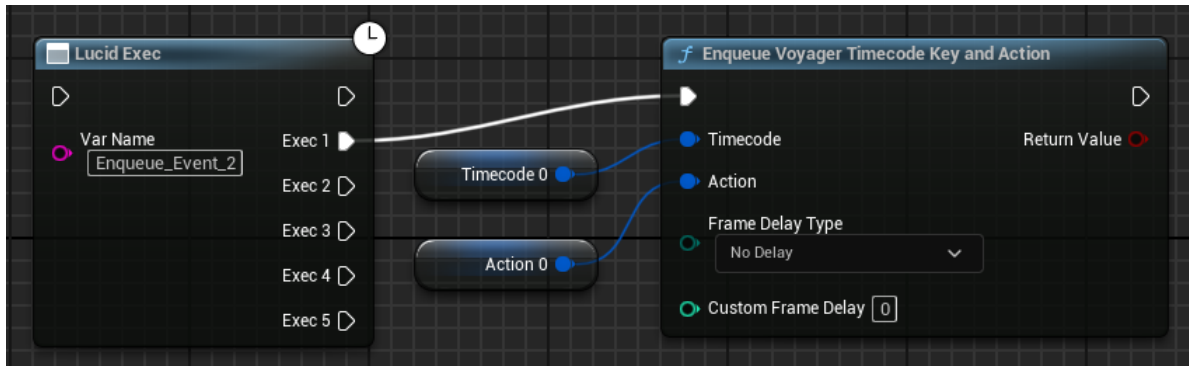 Lucid Exec
Var Name
Enqueue_Event_2
Exec 1
Exec 2
Exec 3
Exec 4
Exec 5
Timecode 0
Action 0
f Enqueue Voyager Timecode Key and Action
Timecode
Return Value
Action
Frame Delay Type
No Delay
Custom Frame Delay 0